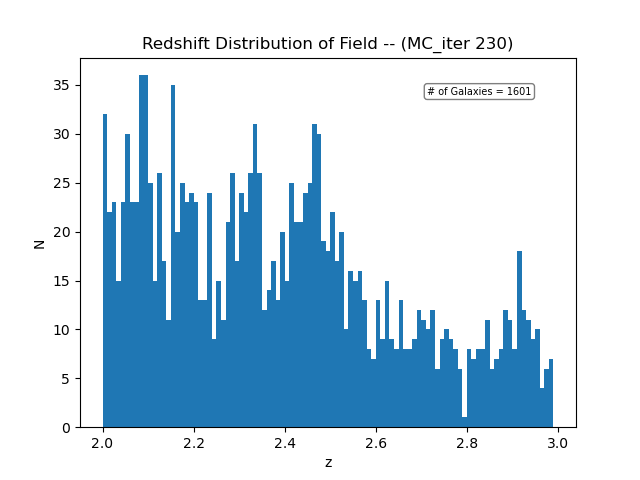 Redshift Distribution of Field -- (MC_iter 230)
# of Galaxies = 1601
N
35
30
25
20
15
10
5
0
2.0 2.2 2.4 2.6 2.8 3.0
z